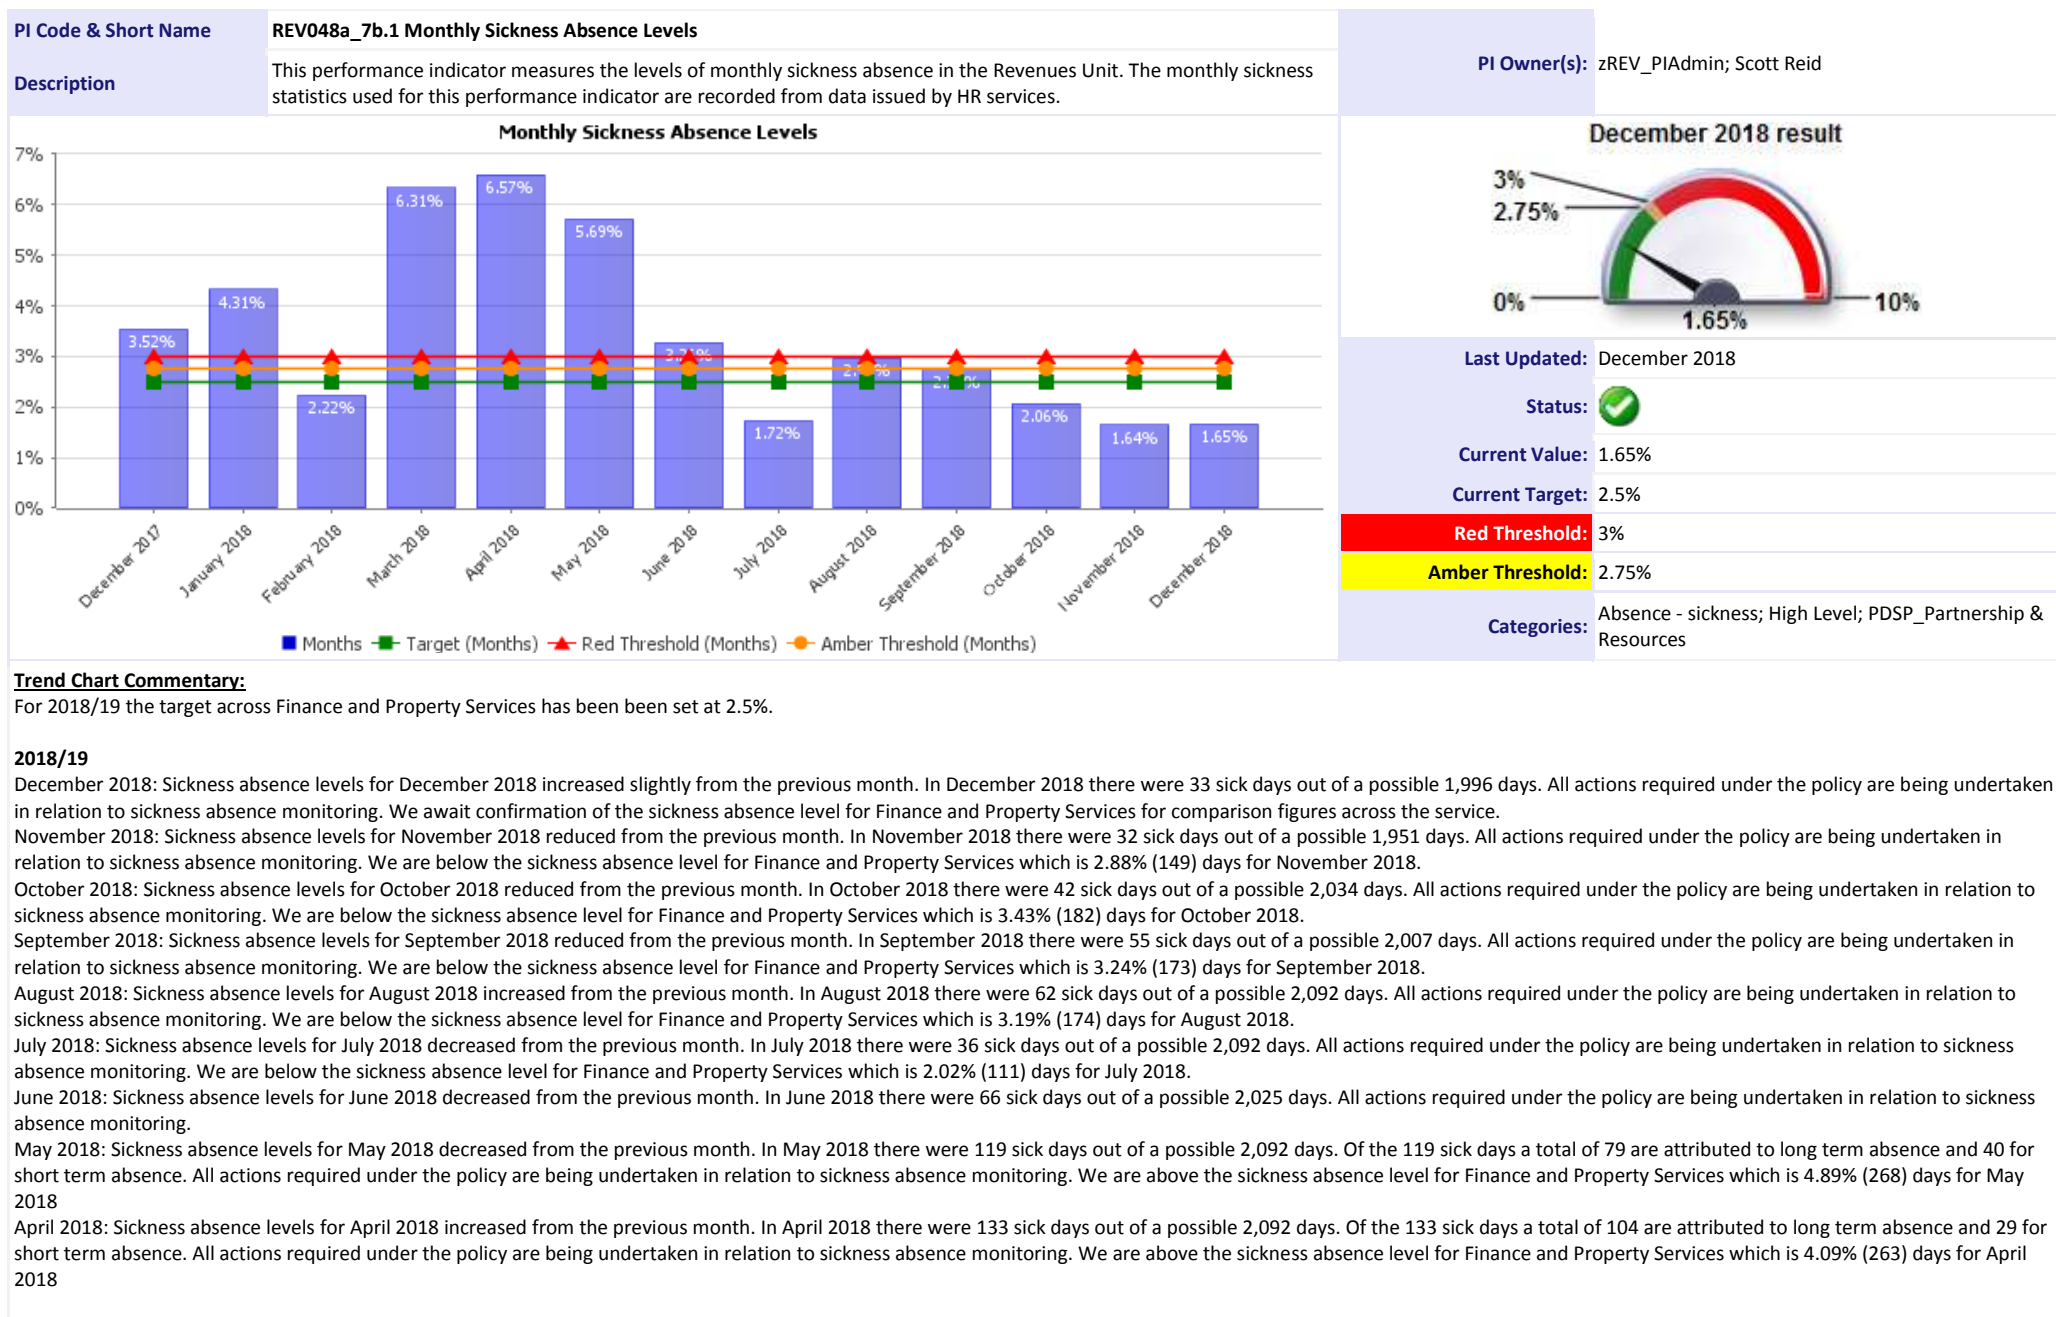 PI Code & Short Name
REV048a_7b.1 Monthly Sickness Absence Levels
Description
This performance indicator measures the levels of monthly sickness absence in the Revenues Unit. The monthly sickness
statistics used for this performance indicator are recorded from data issued by HR services.
PI Owner(s): zREV_PIAdmin; Scott Reid
Monthly Sickness Absence Levels
7%
6%
5%
4%
3%
2%
1%
0%
3.52%
4.31%
2.22%
6.31%
6.57%
5.69%
1.72%
2.06%
1.64%
1.65%
December 2017
January 2018
February 2018
March 2018
April 2018
May 2018
June 2018
July 2018
August 2018
September 2018
October 2018
November 2018
December 2018
Months Target (Months) Red Threshold (Months) Amber Threshold (Months)
December 2018 result
3%
2.75%
0%
10%
1.65%
Last Updated: December 2018
Status:
Current Value: 1.65%
Current Target: 2.5%
Red Threshold: 3%
Amber Threshold: 2.75%
Categories: Absence - sickness; High Level; PDSP_Partnership &
Resources
Trend Chart Commentary:
For 2018/19 the target across Finance and Property Services has been been set at 2.5%.
2018/19
December 2018: Sickness absence levels for December 2018 increased slightly from the previous month. In December 2018 there were 33 sick days out of a possible 1,996 days. All actions required under the policy are being undertaken
in relation to sickness absence monitoring. We await confirmation of the sickness absence level for Finance and Property Services for comparison figures across the service.
November 2018: Sickness absence levels for November 2018 reduced from the previous month. In November 2018 there were 32 sick days out of a possible 1,951 days. All actions required under the policy are being undertaken in
relation to sickness absence monitoring. We are below the sickness absence level for Finance and Property Services which is 2.88% (149) days for November 2018.
October 2018: Sickness absence levels for October 2018 reduced from the previous month. In October 2018 there were 42 sick days out of a possible 2,034 days. All actions required under the policy are being undertaken in relation to
sickness absence monitoring. We are below the sickness absence level for Finance and Property Services which is 3.43% (182) days for October 2018.
September 2018: Sickness absence levels for September 2018 reduced from the previous month. In September 2018 there were 55 sick days out of a possible 2,007 days. All actions required under the policy are being undertaken in
relation to sickness absence monitoring. We are below the sickness absence level for Finance and Property Services which is 3.24% (173) days for September 2018.
August 2018: Sickness absence levels for August 2018 increased from the previous month. In August 2018 there were 62 sick days out of a possible 2,092 days. All actions required under the policy are being undertaken in relation to
sickness absence monitoring. We are below the sickness absence level for Finance and Property Services which is 3.19% (174) days for August 2018.
July 2018: Sickness absence levels for July 2018 decreased from the previous month. In July 2018 there were 36 sick days out of a possible 2,092 days. All actions required under the policy are being undertaken in relation to sickness
absence monitoring. We are below the sickness absence level for Finance and Property Services which is 2.02% (111) days for July 2018.
June 2018: Sickness absence levels for June 2018 decreased from the previous month. In June 2018 there were 66 sick days out of a possible 2,025 days. All actions required under the policy are being undertaken in relation to sickness
absence monitoring.
May 2018: Sickness absence levels for May 2018 decreased from the previous month. In May 2018 there were 119 sick days out of a possible 2,092 days. Of the 119 sick days a total of 79 are attributed to long term absence and 40 for
short term absence. All actions required under the policy are being undertaken in relation to sickness absence monitoring. We are above the sickness absence level for Finance and Property Services which is 4.89% (268) days for May
2018
April 2018: Sickness absence levels for April 2018 increased from the previous month. In April 2018 there were 133 sick days out of a possible 2,092 days. Of the 133 sick days a total of 104 are attributed to long term absence and 29 for
short term absence. All actions required under the policy are being undertaken in relation to sickness absence monitoring. We are above the sickness absence level for Finance and Property Services which is 4.09% (263) days for April
2018